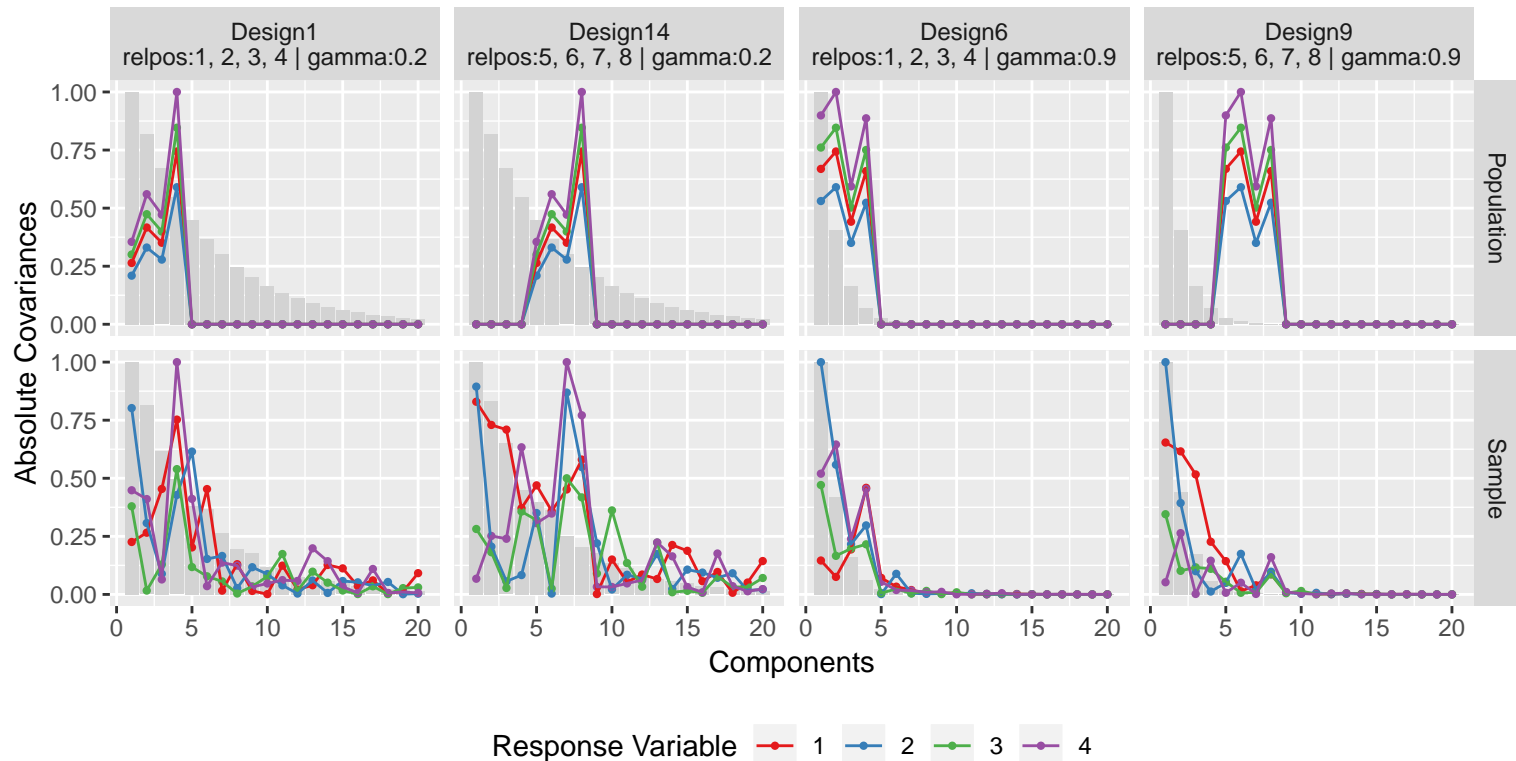 Design1
relpos:1, 2, 3, 4 | gamma:0.2
Design14
relpos:5, 6, 7, 8 | gamma:0.2
Design6
relpos:1, 2, 3, 4 | gamma:0.9
Design9
relpos:5, 6, 7, 8 | gamma:0.9
Absolute Covariances
1.00
0.75
0.50
0.25
0.00
Population
1.00
0.75
0.50
0.25
0.00
Sample
0 5 10 15 20
0 5 10 15 20
0 5 10 15 20
0 5 10 15 20
Components
Response Variable 1 2 3 4